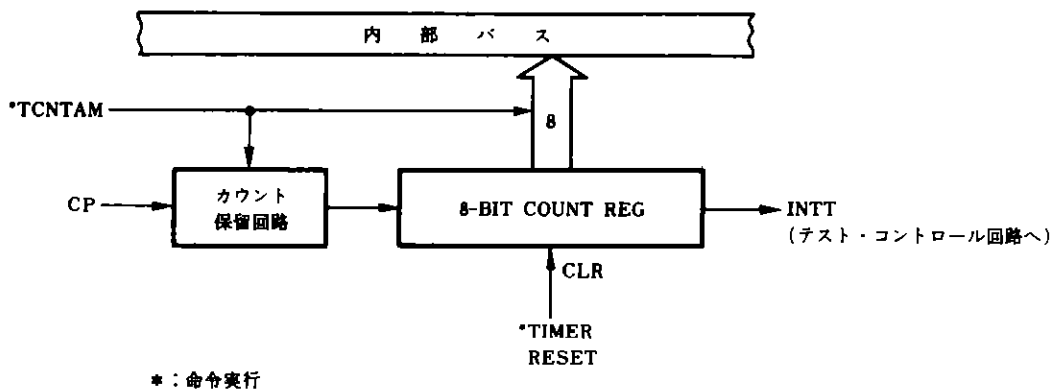 内部バス
*TCNTAM
8
CP
カウント
保留回路
8-BIT COUNT REG
INTT
(テスト・コントロール回路へ)
CLR
*TIMER
RESET
*:命令実行